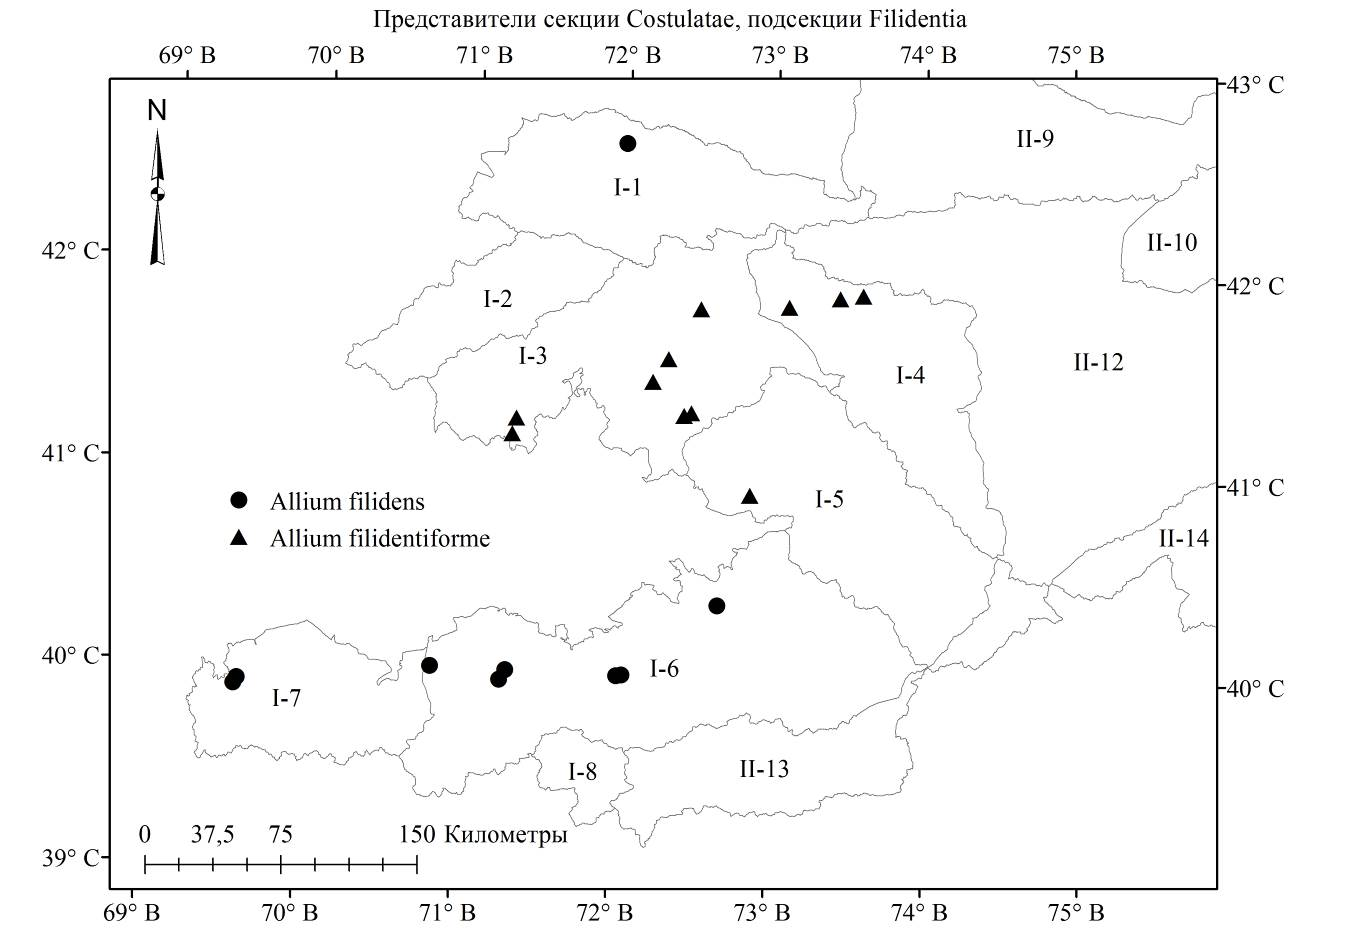 Представители секции Costulatae, подсекции Filidentia
69° В 70° В 71° В 72° В 73° В 74° В 75° В
43° С
N
II-9
I-1
II-10
42° С
42° С
I-2
I-3
II-12
I-4
41° С
41° С
Allium filidens
I-5
Allium filidentiforme
II-14
40° С
I-6
40° С
I-7
I-8
II-13
0 37,5 75 150 Километры
39° С
69° В 70° В 71° В 72° В 73° В 74° В 75° В